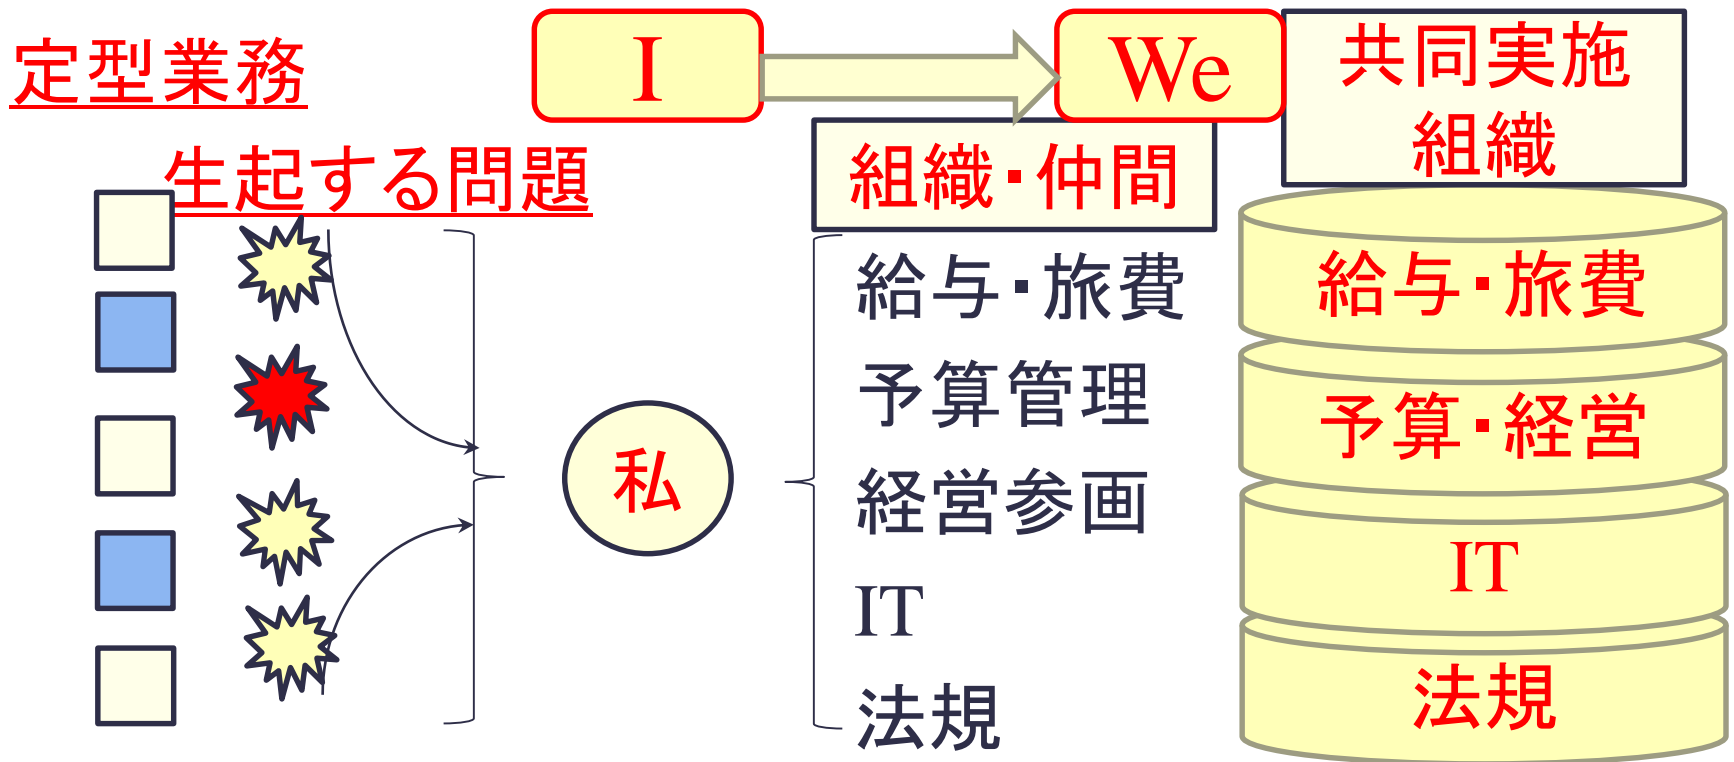 定型業務
I
We
共同実施
組織
生起する問題
組織・仲間
私
給与・旅費
予算管理
経営参画
IT
法規
給与・旅費
予算・経営
IT
法規